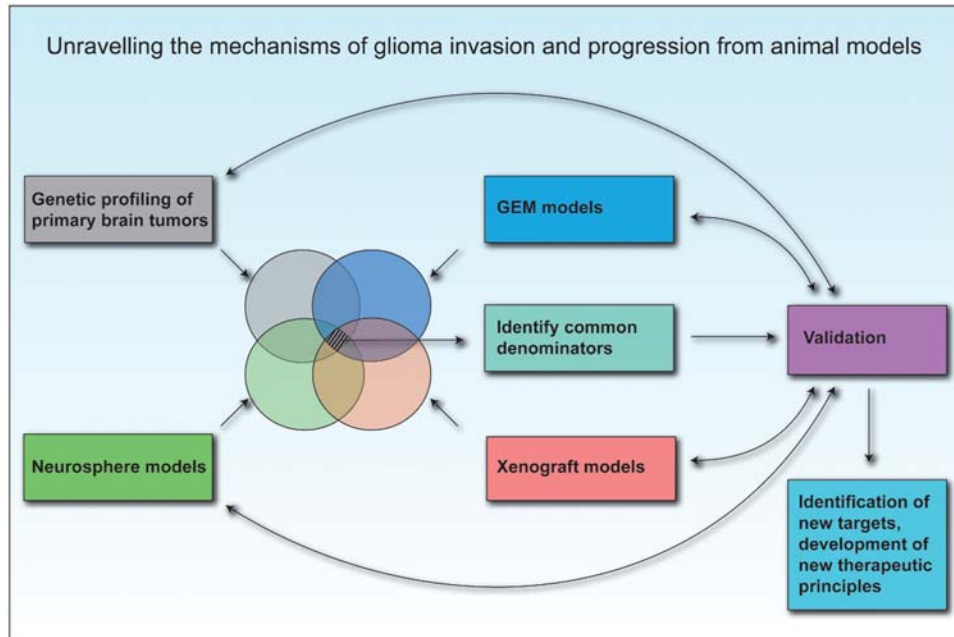 Unravelling the mechanisms of glioma invasion and progression from animal models
Genetic profiling of
primary brain tumors
GEM models
Identify common
denominators
Validation
Neurosphere models
Xenograft models
Identification of
new targets,
development of
new therapeutic
principles